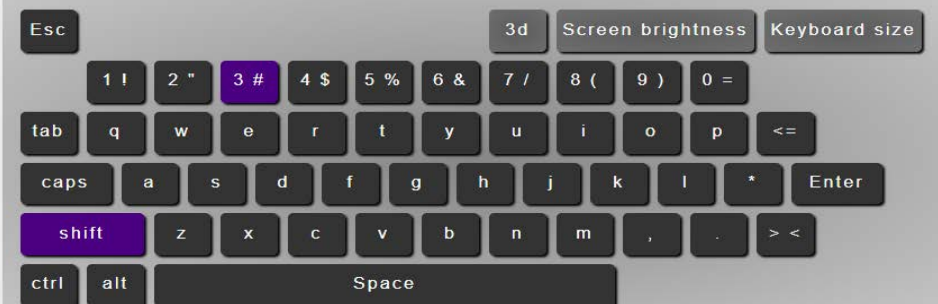 Esc 3d Screen brightness Keyboard size
1 ! 2 " 3 # 4 $ 5 % 6 & 7 / 8 ( 9 ) 0 =
tab q w e r t y u i o p <=
caps a s d f g h j k l * Enter
shift z x c v b n m , . > <
ctrl alt Space